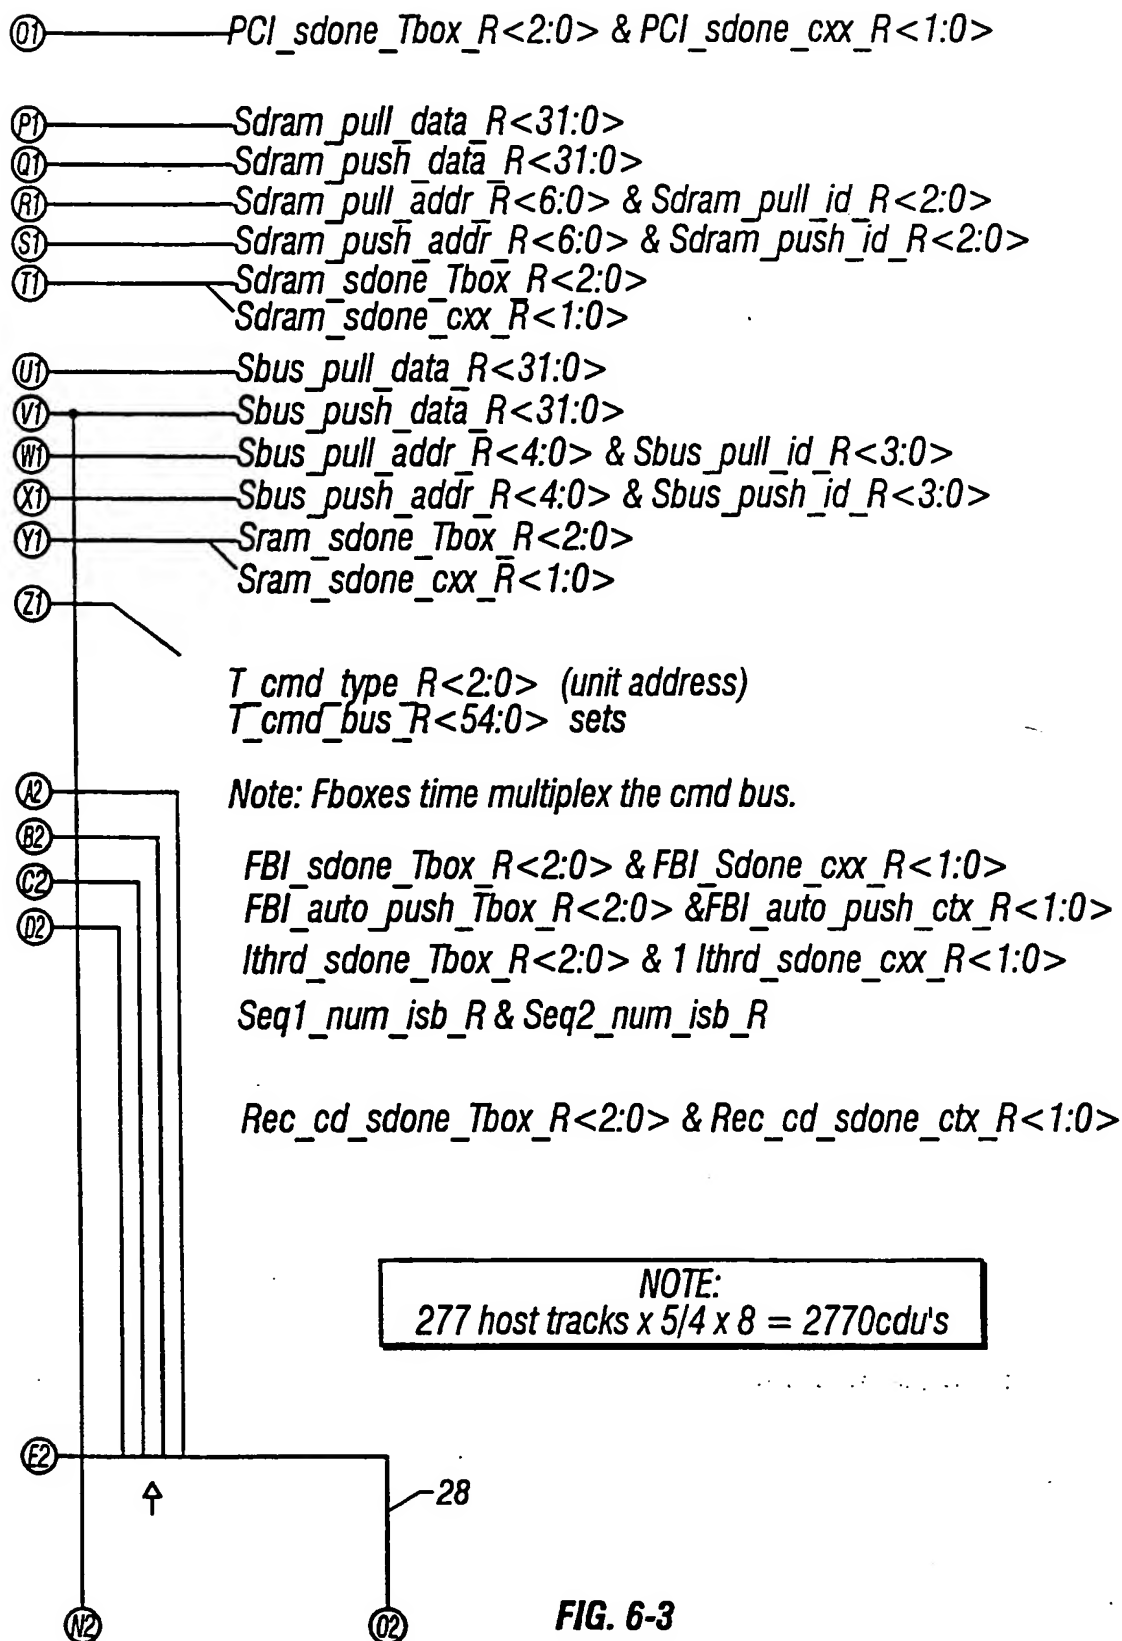 O1 PCI_sdone_Tbox_R<2:0> & PCI_sdone_cxx_R<1:0>
P1 Sdram_pull_data_R<31:0>
Q1 Sdram_push_data_R<31:0>
R1 Sdram_pull_addr_R<6:0> & Sdram_pull_id_R<2:0>
S1 Sdram_push_addr_R<6:0> & Sdram_push_id_R<2:0>
T1 Sdram_sdone_Tbox_R<2:0>
Sdram_sdone_cxx_R<1:0>
U1 Sbus_pull_data_R<31:0>
V1 Sbus_push_data_R<31:0>
W1 Sbus_pull_addr_R<4:0> & Sbus_pull_id_R<3:0>
X1 Sbus_push_addr_R<4:0> & Sbus_push_id_R<3:0>
Y1 Sram_sdone_Tbox_R<2:0>
Sram_sdone_cxx_R<1:0>
Z1
T_cmd_type_R<2:0> (unit address)
T_cmd_bus_R<54:0> sets
A2 Note: Fboxes time multiplex the cmd bus.
B2
FBI_sdone_Tbox_R<2:0> & FBI_Sdone_cxx_R<1:0>
C2
FBI_auto_push_Tbox_R<2:0> &FBI_auto_push_ctx_R<1:0>
D2
Ithrd_sdone_Tbox_R<2:0> & 1 Ithrd_sdone_cxx_R<1:0>
Seq1_num_isb_R & Seq2_num_isb_R
Rec_cd_sdone_Tbox_R<2:0> & Rec_cd_sdone_ctx_R<1:0>
NOTE:
277 host tracks x 5/4 x 8 = 2770cdu's
E2
28
N2
O2
FIG. 6-3